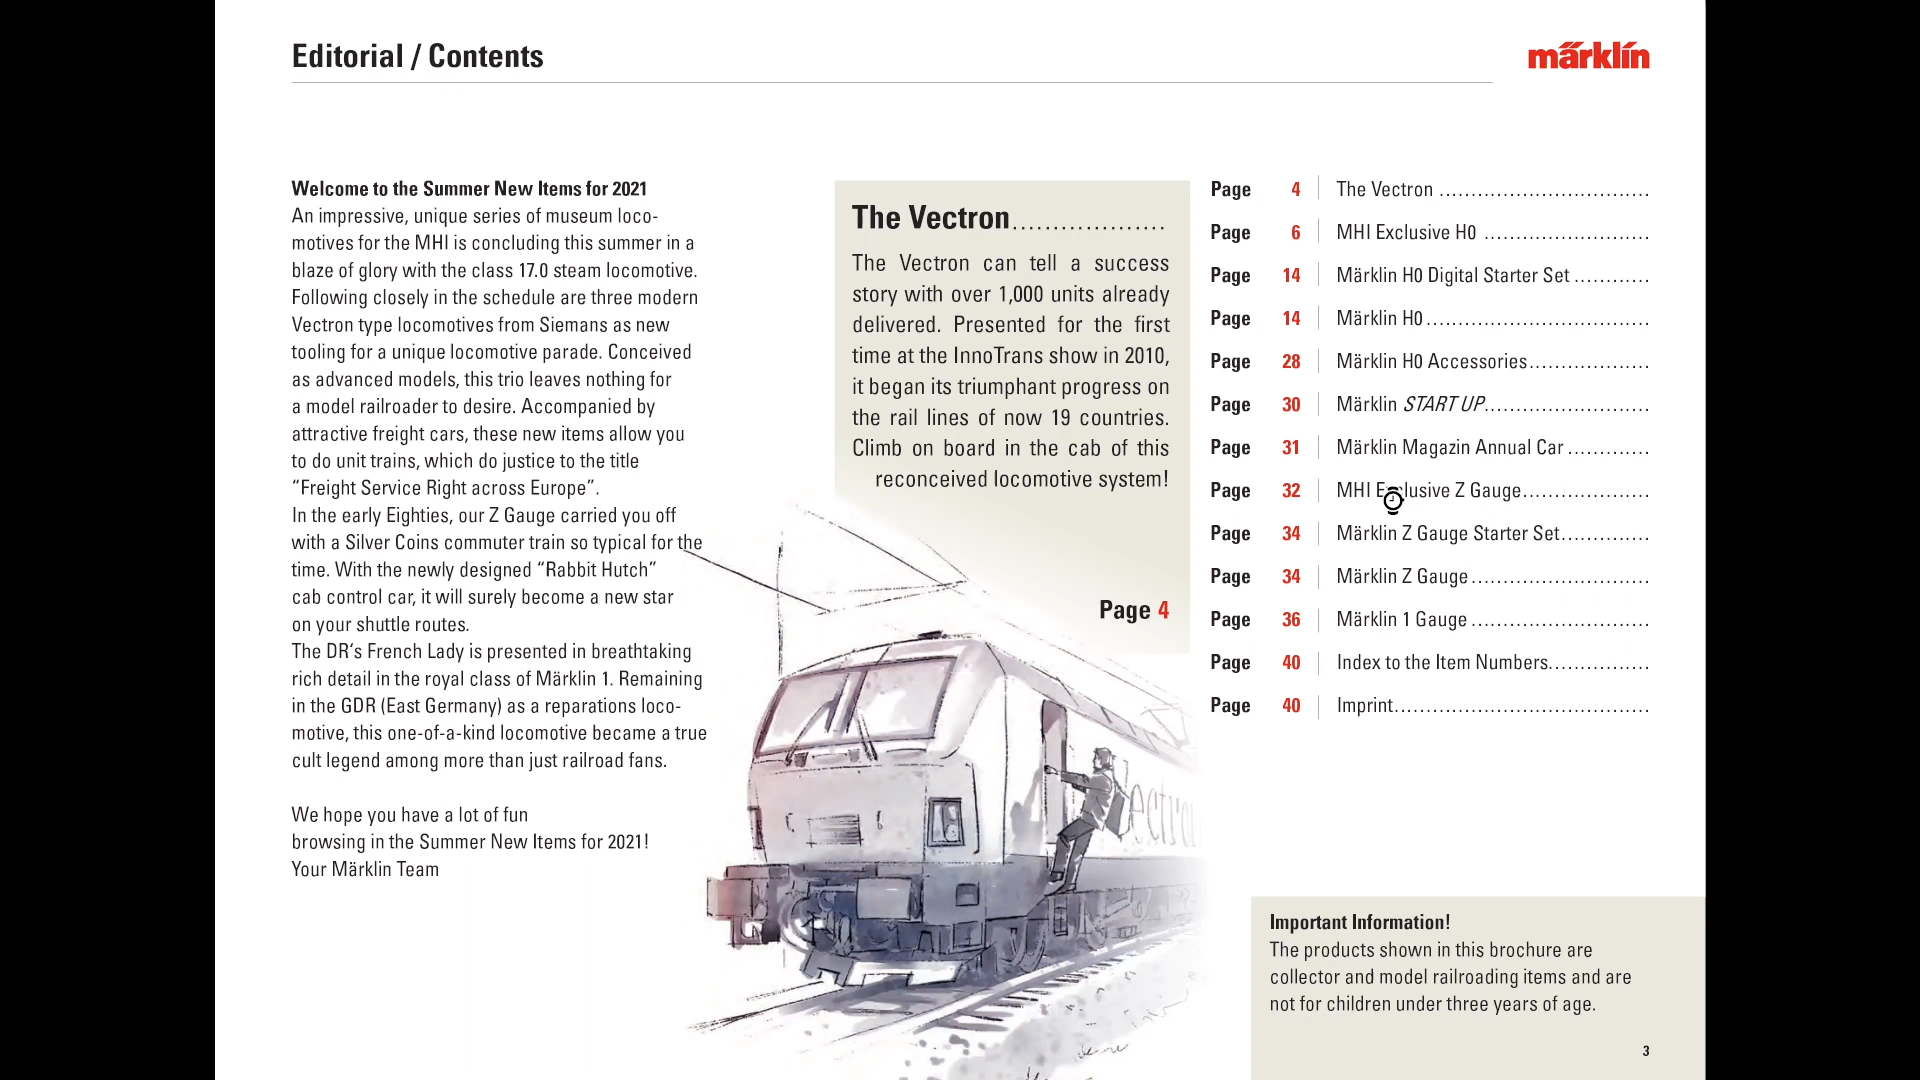 Editorial / Contents
märklin
Welcome to the Summer New Items for 2021
An impressive, unique series of museum loco-
motives for the MHI is concluding this summer in a
blaze of glory with the class 17.0 steam locomotive.
Following closely in the schedule are three modern
Vectron type locomotives from Siemans as new
tooling for a unique locomotive parade. Conceived
as advanced models, this trio leaves nothing for
a model railroader to desire. Accompanied by
attractive freight cars, these new items allow you
to do unit trains, which do justice to the title
“Freight Service Right across Europe”.
In the early Eighties, our Z Gauge carried you off
with a Silver Coins commuter train so typical for the
time. With the newly designed “Rabbit Hutch”
cab control car, it will surely become a new star
on your shuttle routes.
The DR‘s French Lady is presented in breathtaking
rich detail in the royal class of Märklin 1. Remaining
in the GDR (East Germany) as a reparations loco-
motive, this one-of-a-kind locomotive became a true
cult legend among more than just railroad fans.
We hope you have a lot of fun
browsing in the Summer New Items for 2021!
Your Märklin Team
The Vectron...................
The Vectron can tell a success
story with over 1,000 units already
delivered. Presented for the first
time at the InnoTrans show in 2010,
it began its triumphant progress on
the rail lines of now 19 countries.
Climb on board in the cab of this
reconceived locomotive system!
Page 4
ectron
Page 4 The Vectron .................................
Page 6 MHI Exclusive H0 ..........................
Page 14 Märklin H0 Digital Starter Set ............
Page 14 Märklin H0...................................
Page 28 Märklin H0 Accessories...................
Page 30 Märklin START UP..........................
Page 31 Märklin Magazin Annual Car .............
Page 32 MHI Exclusive Z Gauge....................
Page 34 Märklin Z Gauge Starter Set..............
Page 34 Märklin Z Gauge............................
Page 36 Märklin 1 Gauge ............................
Page 40 Index to the Item Numbers................
Page 40 Imprint........................................
Important Information!
The products shown in this brochure are
collector and model railroading items and are
not for children under three years of age.
3